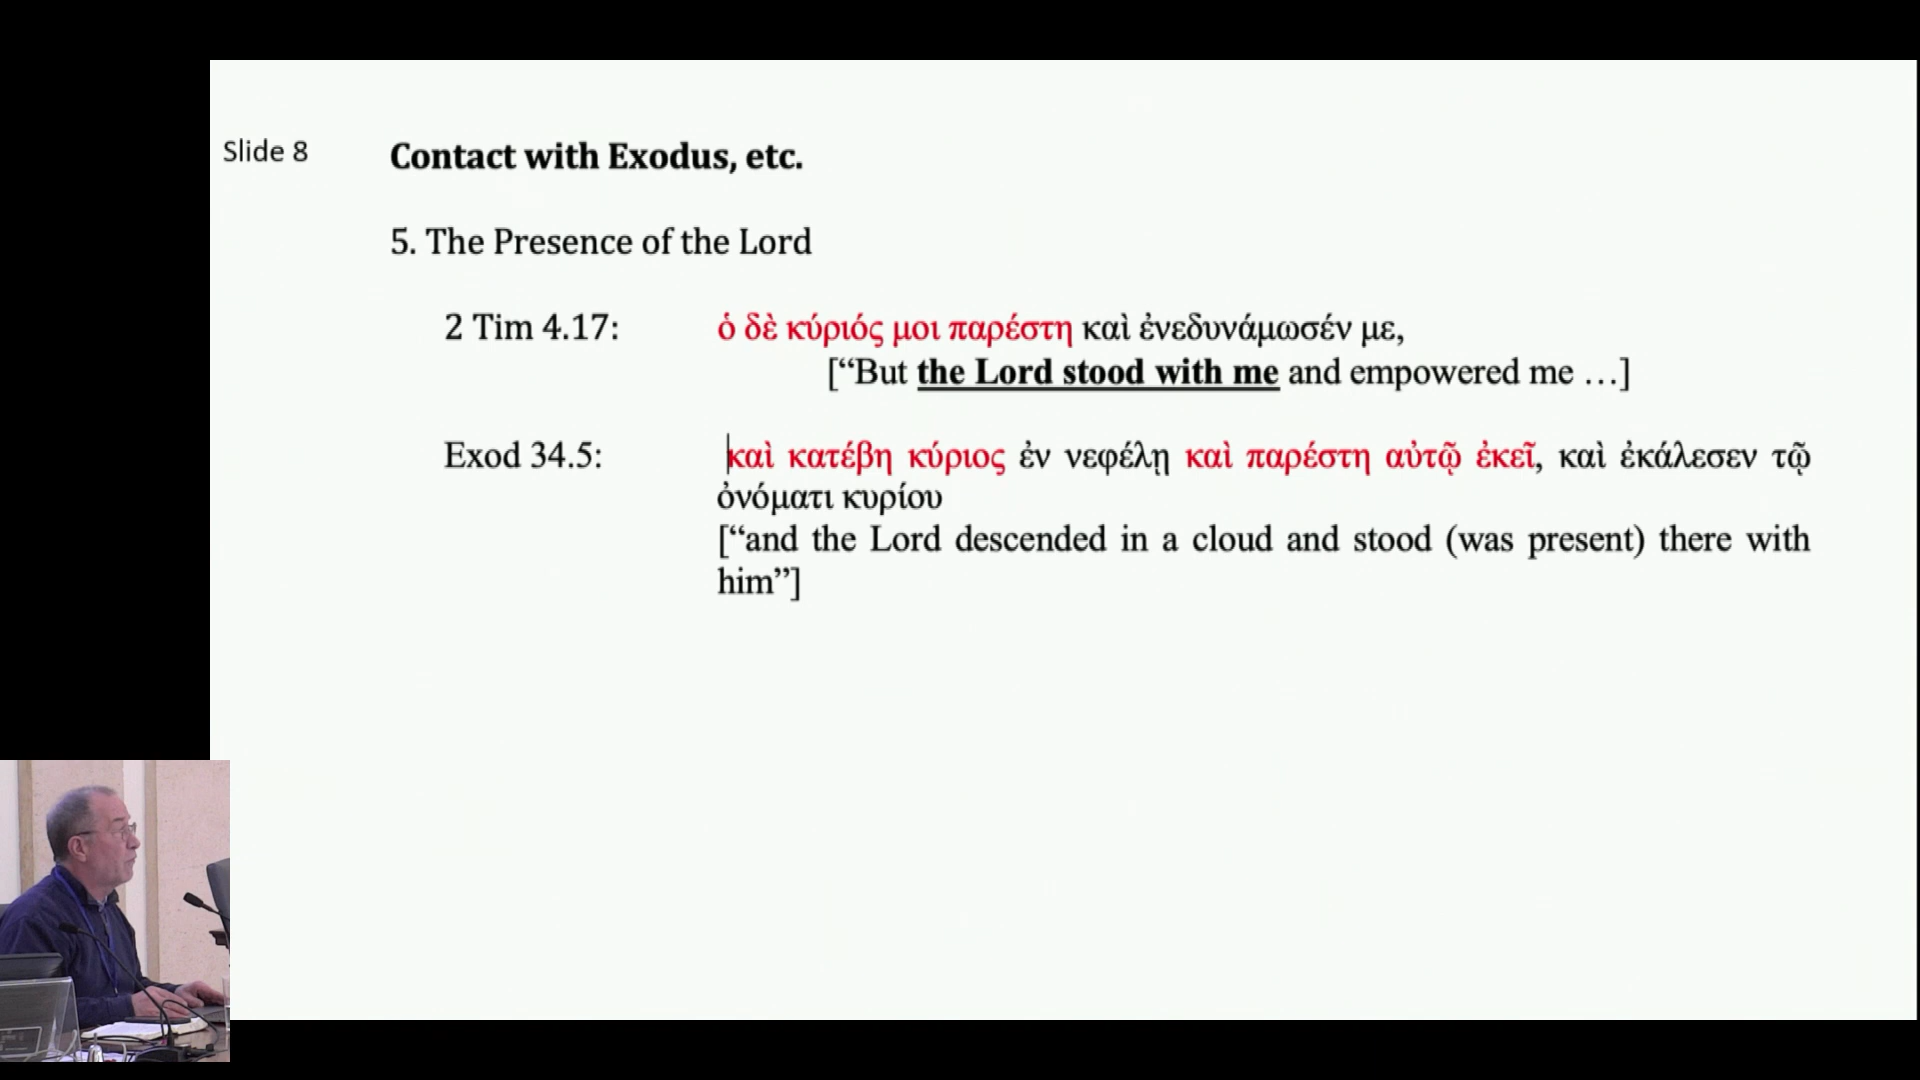 Slide 8
Contact with Exodus, etc.
5. The Presence of the Lord
2 Tim 4.17: ὁ δὲ κύριός μοι παρέστη καὶ ἐνεδυνάμωσέν με,
[“But the Lord stood with me and empowered me …]
Exod 34.5: καὶ κατέβη κύριος ἐν νεφέλῃ καὶ παρέστη αὐτῷ ἐκεῖ, καὶ ἐκάλεσεν τῷ
ὀνόματι κυρίου
[“and the Lord descended in a cloud and stood (was present) there with
him”]